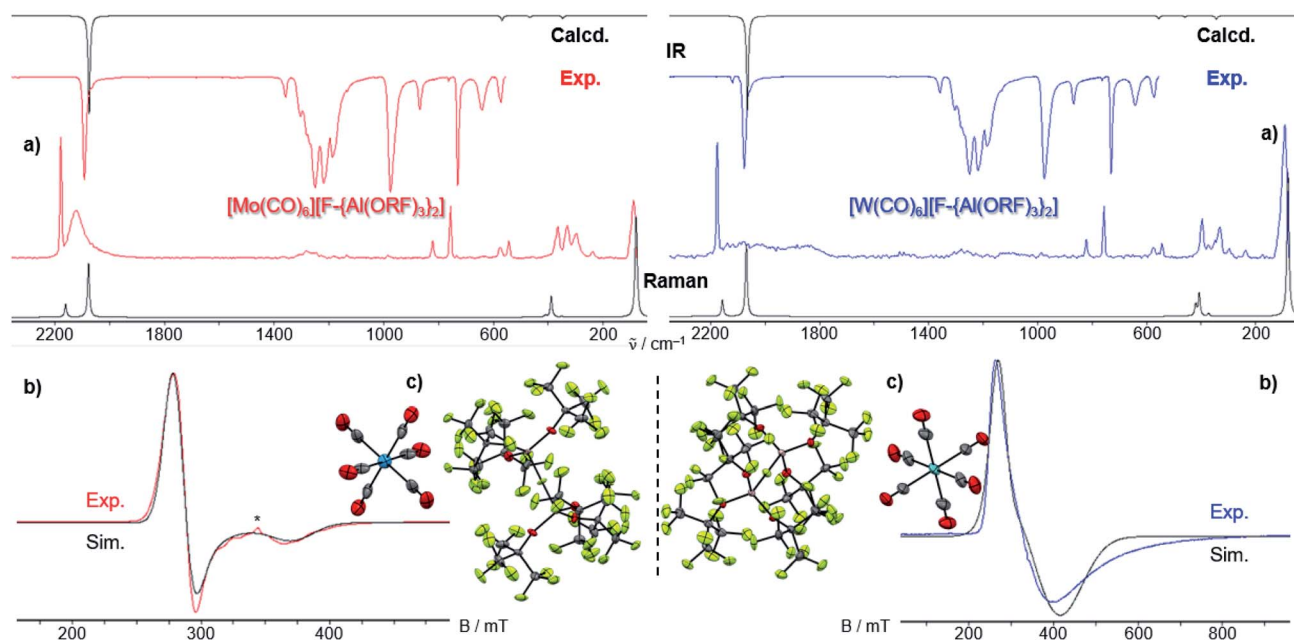 Calcd.
IR
Exp.
a)
[Mo(CO)₆][F-{Al(ORF)₃}₂]
Raman
2200 1800 1400 1000 600 200
ṽ / cm⁻¹
Calcd.
Exp.
a)
[W(CO)₆][F-{Al(ORF)₃}₂]
2200 1800 1400 1000 600 200
b)
c)
Exp.
*
Sim.
200 300 400
B / mT
c)
b)
Exp.
Sim.
B / mT
200 400 600 800